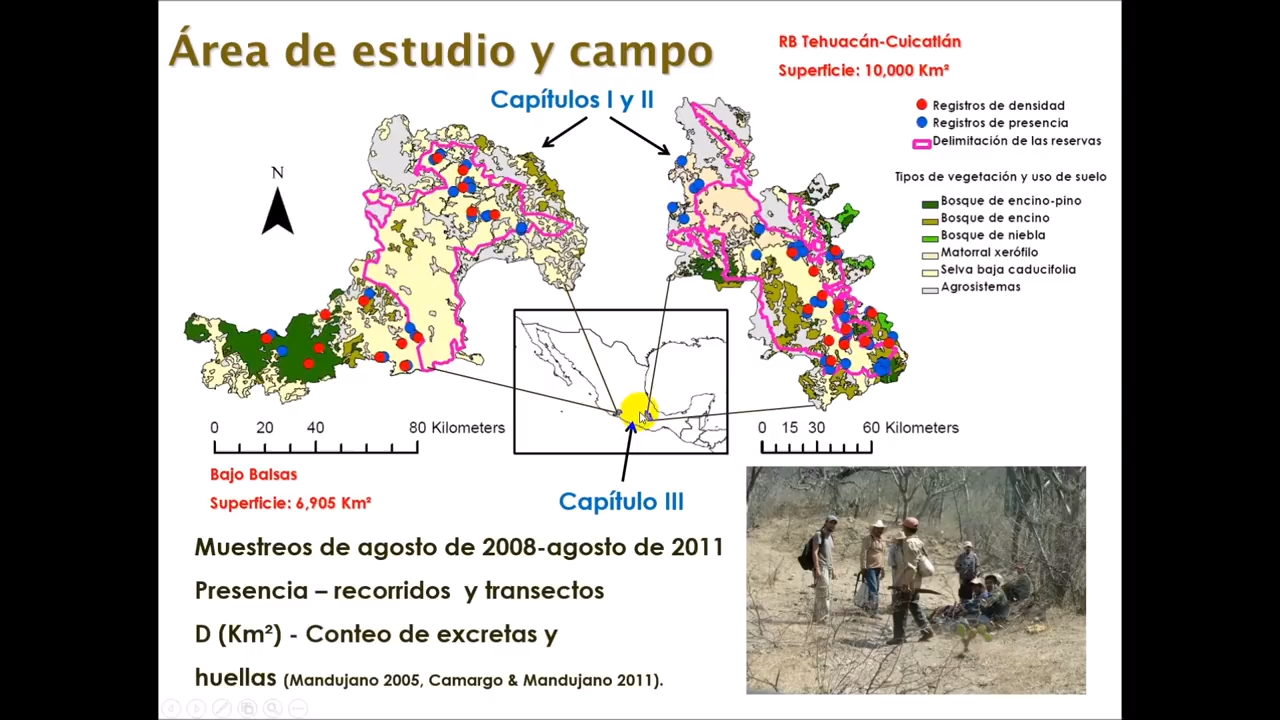 Área de estudio y campo
RB Tehuacán-Cuicatlán
Superficie: 10,000 Km²
Capítulos I y II
Registros de densidad
Registros de presencia
Delimitación de las reservas
N
Tipos de vegetación y uso de suelo
Bosque de encino-pino
Bosque de encino
Bosque de niebla
Matorral xerófilo
Selva baja caducifolia
Agrosistemas
0 20 40 80 Kilometers
0 15 30 60 Kilometers
Bajo Balsas
Superficie: 6,905 Km²
Capítulo III
Muestreos de agosto de 2008-agosto de 2011
Presencia – recorridos y transectos
D (Km²) - Conteo de excretas y
huellas (Mandujano 2005, Camargo & Mandujano 2011).